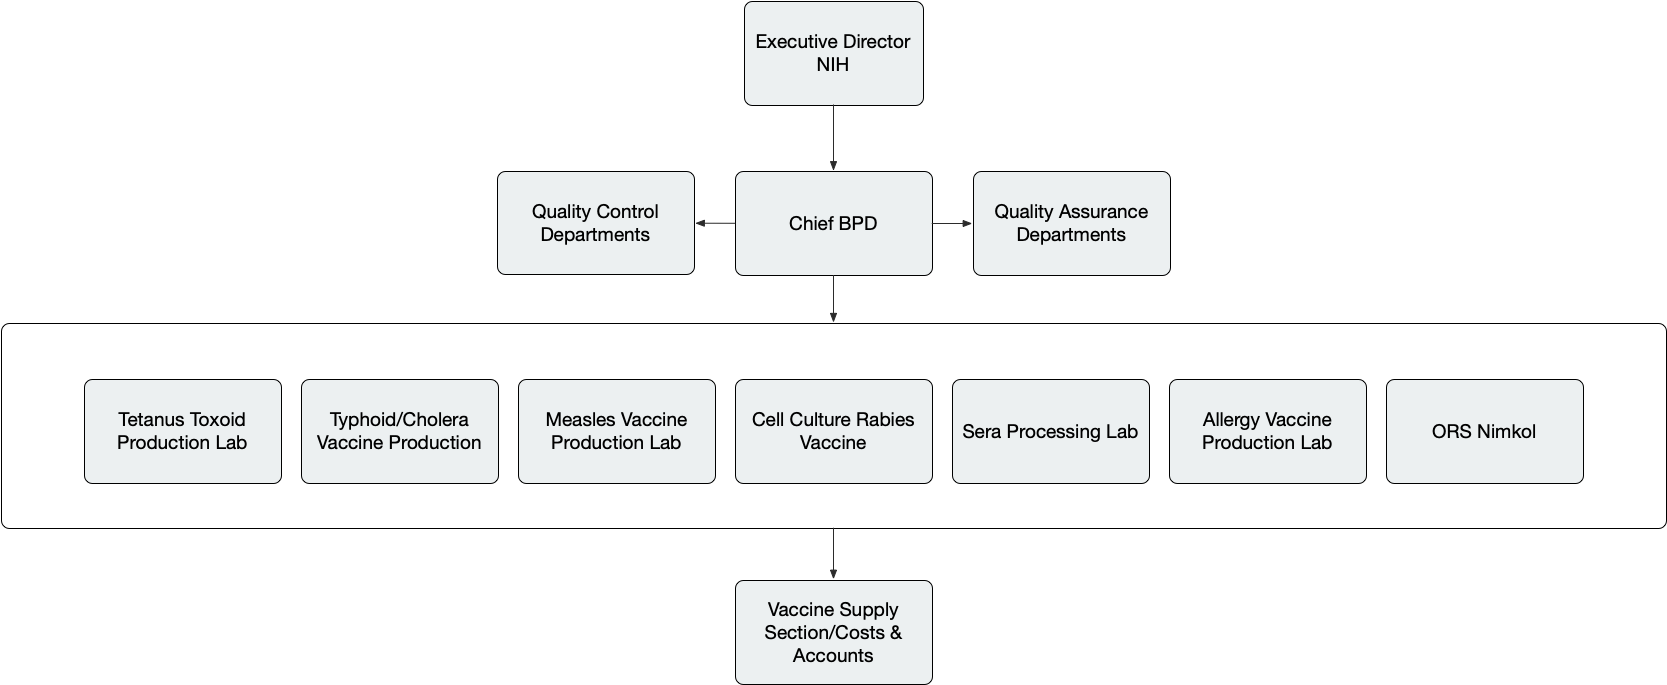 Executive Director
NIH
Quality Control
Departments
Chief BPD
Quality Assurance
Departments
Tetanus Toxoid
Production Lab
Typhoid/Cholera
Vaccine Production
Measles Vaccine
Production Lab
Cell Culture Rabies
Vaccine
Sera Processing Lab
Allergy Vaccine
Production Lab
ORS Nimkol
Vaccine Supply
Section/Costs &
Accounts